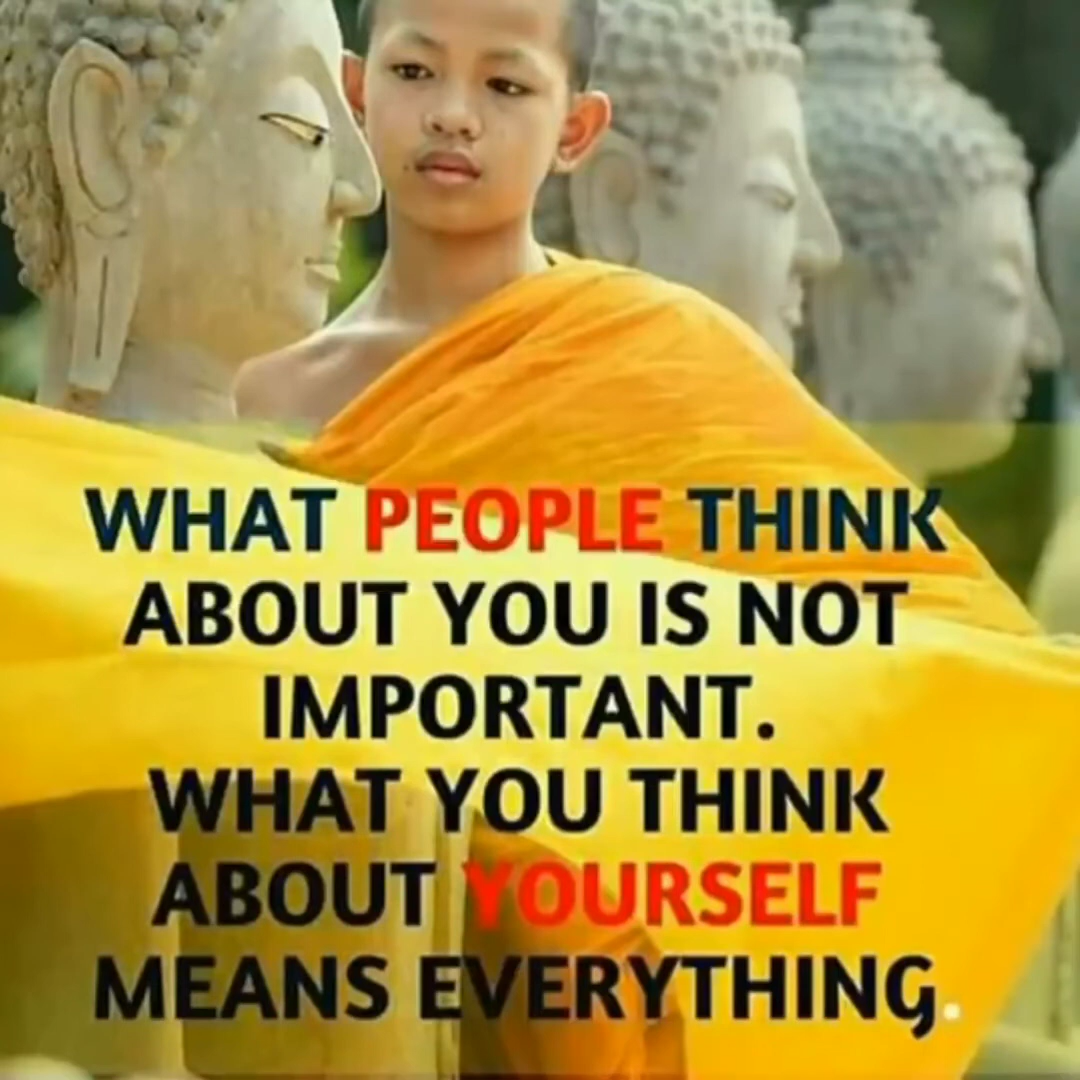 WHAT PEOPLE THINK
ABOUT YOU IS NOT
IMPORTANT.
WHAT YOU THINK
ABOUT YOURSELF
MEANS EVERYTHING.